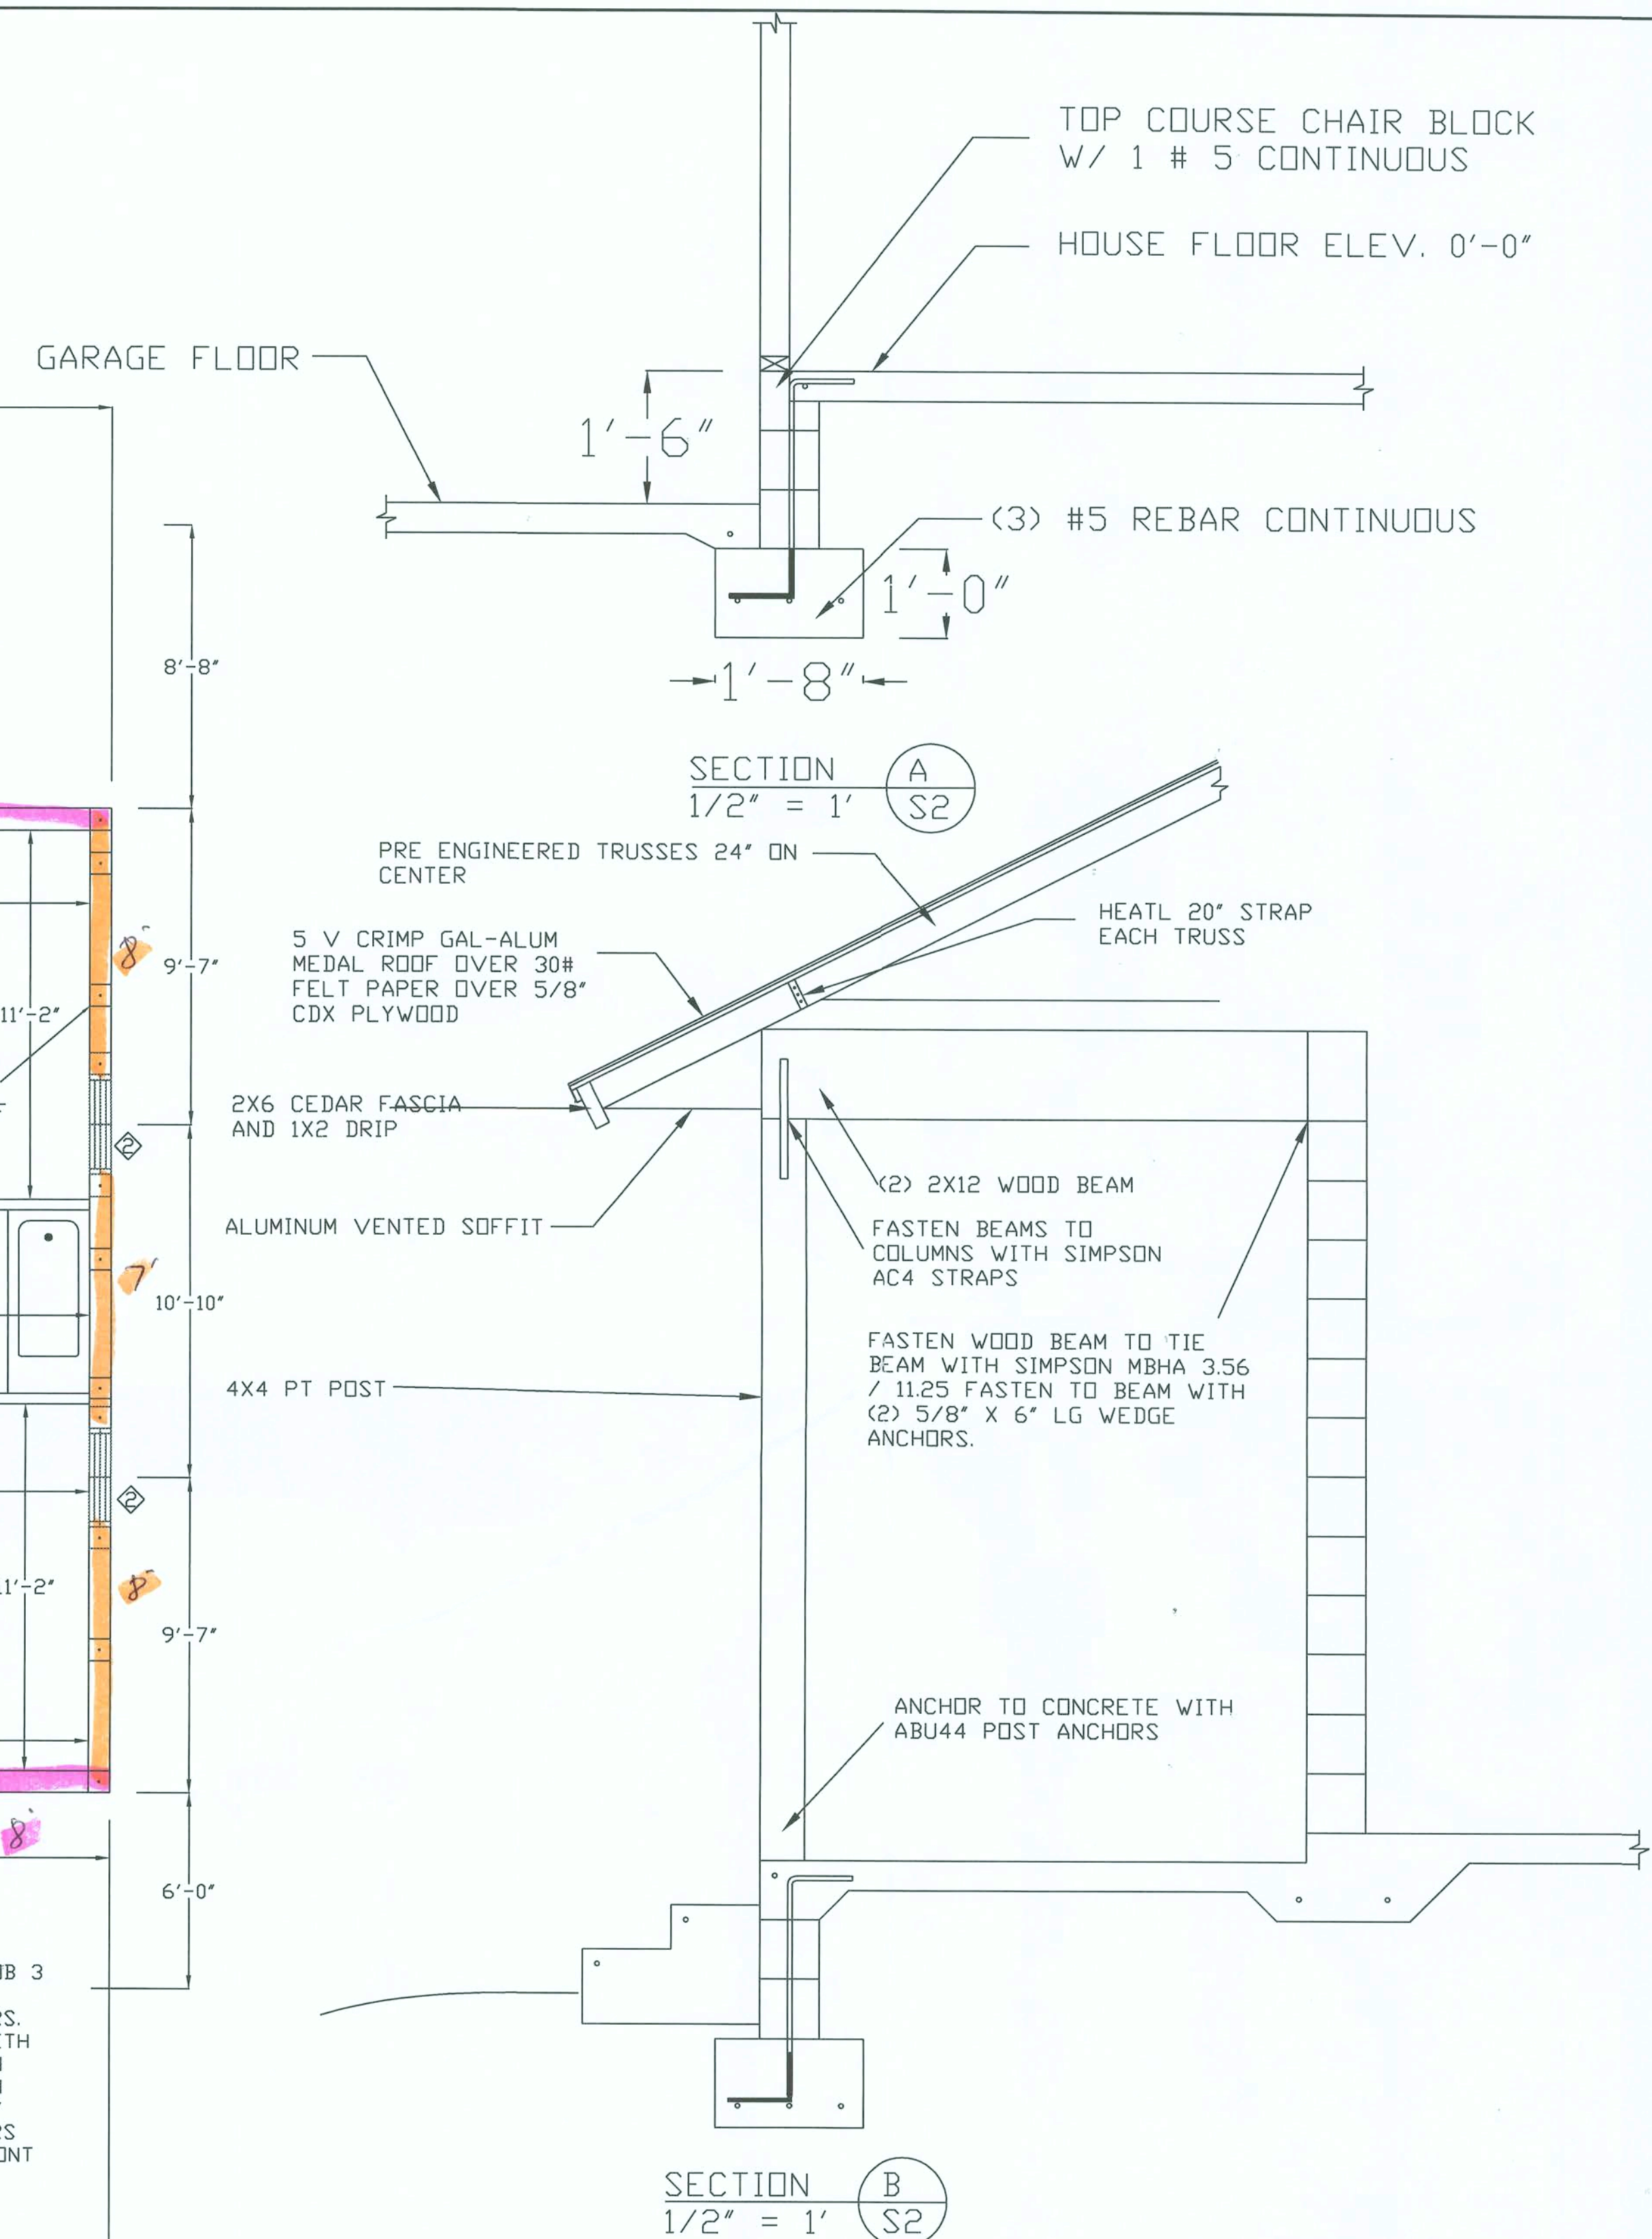 TOP COURSE CHAIR BLOCK
W/ 1 # 5 CONTINUOUS
HOUSE FLOOR ELEV. 0'-0"
GARAGE FLOOR
1'-6"
(3) #5 REBAR CONTINUOUS
1'-0"
1'-8"
SECTION A
1/2" = 1' S2
8'-8"
PRE ENGINEERED TRUSSES 24" ON
CENTER
HEATL 20" STRAP
EACH TRUSS
5 V CRIMP GAL-ALUM
MEDAL ROOF OVER 30#
FELT PAPER OVER 5/8"
CDX PLYWOOD
8'
9'-7"
11'-2"
2X6 CEDAR FASCIA
AND 1X2 DRIP
2
(2) 2X12 WOOD BEAM
ALUMINUM VENTED SOFFIT
FASTEN BEAMS TO
COLUMNS WITH SIMPSON
AC4 STRAPS
7'
10'-10"
FASTEN WOOD BEAM TO TIE
BEAM WITH SIMPSON MBHA 3.56
/ 11.25 FASTEN TO BEAM WITH
(2) 5/8" X 6" LG WEDGE
ANCHORS.
4X4 PT POST
2
8'
1'-2"
9'-7"
ANCHOR TO CONCRETE WITH
ABU44 POST ANCHORS
8'
6'-0"
B 3
S.
TH
RS
ONT
SECTION B
1/2" = 1' S2